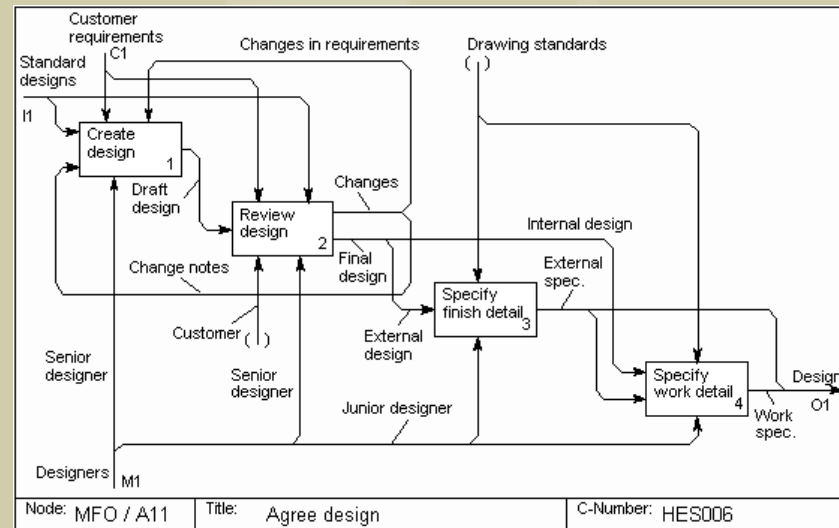 Customer
requirements
C1
Changes in requirements
Drawing standards
( )
Standard
designs
I1
Create
design
1
Draft
design
Changes
Review
design
2
Internal design
Final
design
Change notes
External
spec.
Specify
finish detail
3
Customer
( )
External
design
Senior
designer
Senior
designer
Specify
work detail
4
Design
O1
Junior designer
Work
spec.
Designers
M1
Node: MFO / A11 Title: Agree design C-Number: HES006